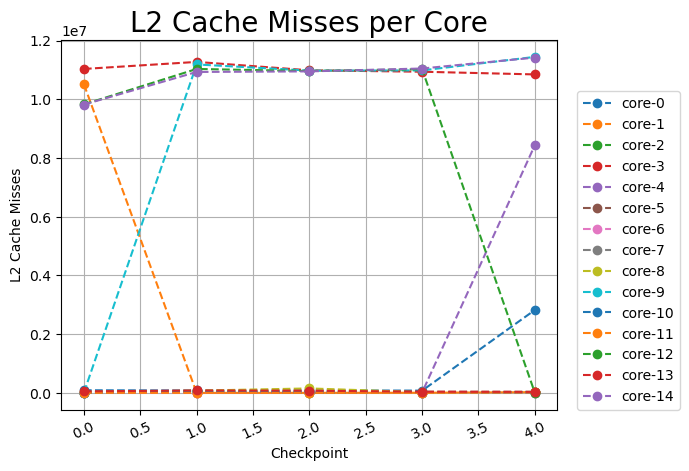 L2 Cache Misses per Core
1e7
1.2
1.0
0.8
0.6
0.4
0.2
0.0
L2 Cache Misses
0.0 0.5 1.0 1.5 2.0 2.5 3.0 3.5 4.0
Checkpoint
core-0
core-1
core-2
core-3
core-4
core-5
core-6
core-7
core-8
core-9
core-10
core-11
core-12
core-13
core-14